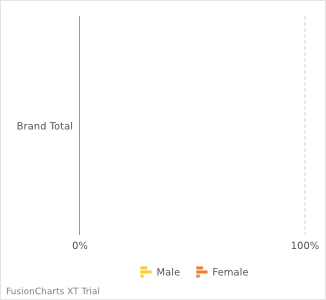 Brand Total
0%
100%
Male
Female
FusionCharts XT Trial